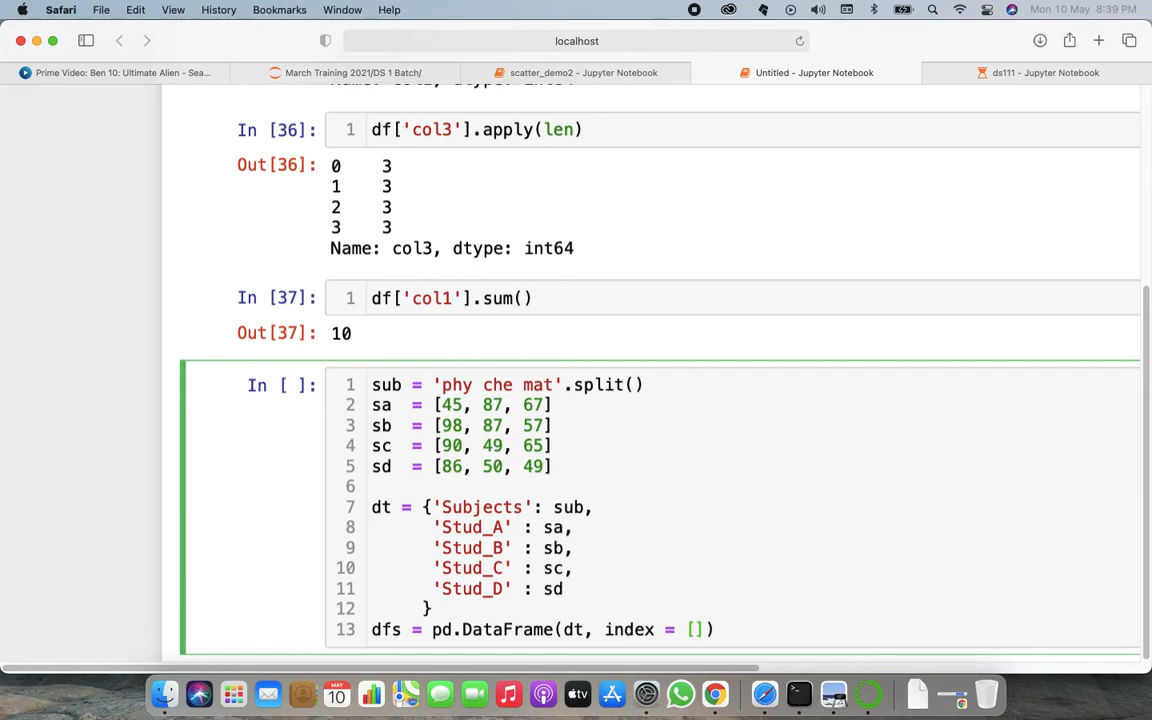 Safari File Edit View History Bookmarks Window Help Mon 10 May 8:39 PM
localhost
Prime Video: Ben 10: Ultimate Alien - Sea... March Training 2021/DS 1 Batch/ scatter_demo2 - Jupyter Notebook Untitled - Jupyter Notebook ds111 - Jupyter Notebook
In [36]: 1 df['col3'].apply(len)
Out[36]: 0 3
1 3
2 3
3 3
Name: col3, dtype: int64
In [37]: 1 df['col1'].sum()
Out[37]: 10
In [ ]: 1 sub = 'phy che mat'.split()
2 sa = [45, 87, 67]
3 sb = [98, 87, 57]
4 sc = [90, 49, 65]
5 sd = [86, 50, 49]
6
7 dt = {'Subjects': sub,
8 'Stud_A' : sa,
9 'Stud_B' : sb,
10 'Stud_C' : sc,
11 'Stud_D' : sd
12 }
13 dfs = pd.DataFrame(dt, index = [])
MAY
10
tv